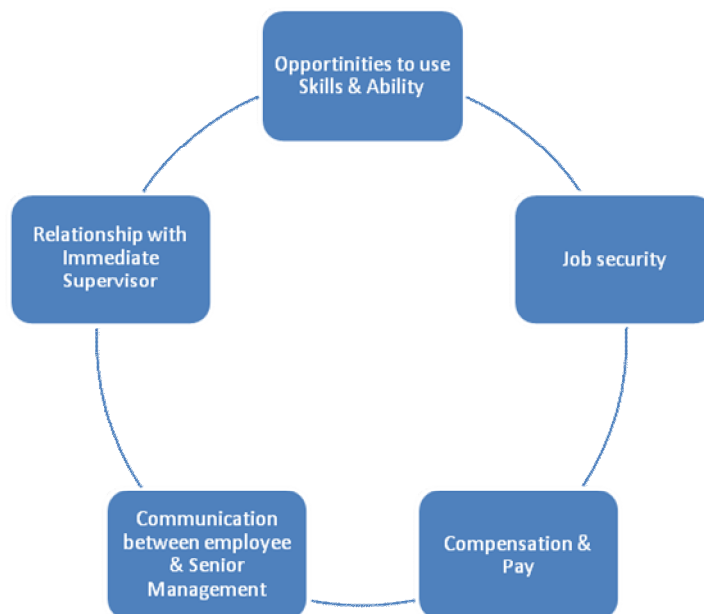 Opportinities to use
Skills & Ability
Relationship with
Immediate
Supervisor
Job security
Communication
between employee
& Senior
Management
Compensation &
Pay